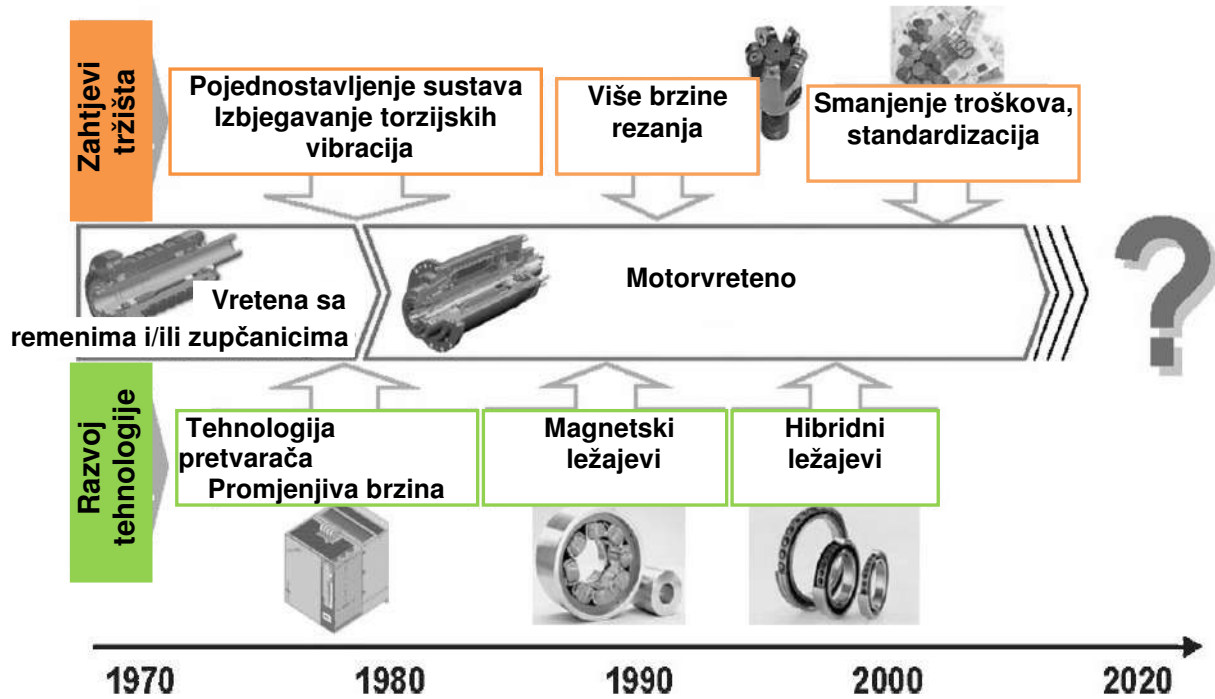 Zahtjevi
tržišta
Pojednostavljenje sustava
Izbjegavanje torzijskih
vibracija
Više brzine
rezanja
Smanjenje troškova,
standardizacija
Vretena sa
remenima i/ili zupčanicima
Motorvreteno
?
Razvoj
tehnologije
Tehnologija
pretvarača
Promjenjiva brzina
Magnetski
ležajevi
Hibridni
ležajevi
1970 1980 1990 2000 2020